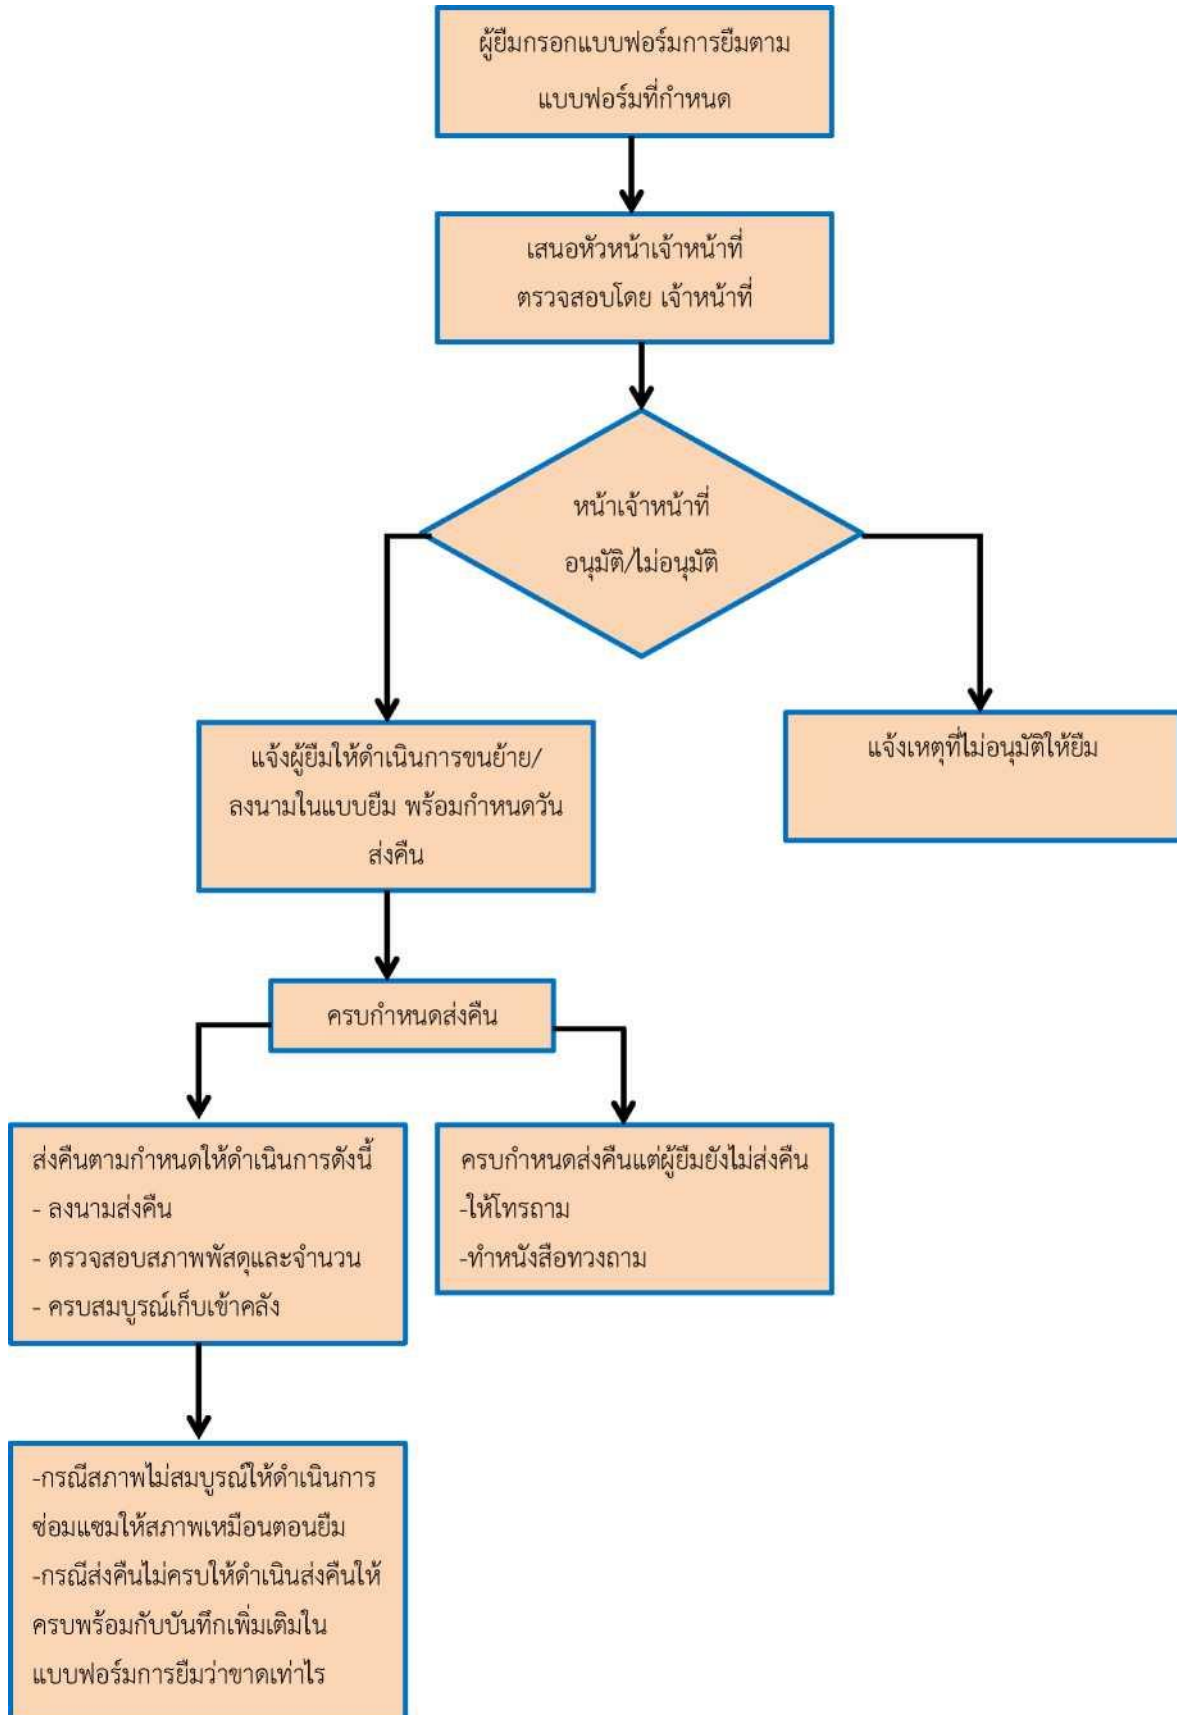 ผู้ยืมกรอกแบบฟอร์มการยืมตาม
แบบฟอร์มที่กำหนด
เสนอหัวหน้าเจ้าหน้าที่
ตรวจสอบโดย เจ้าหน้าที่
หน้าเจ้าหน้าที่
อนุมัติ/ไม่อนุมัติ
แจ้งผู้ยืมให้ดำเนินการขนย้าย/
ลงนามในแบบยืม พร้อมกำหนดวัน
ส่งคืน
แจ้งเหตุที่ไม่อนุมัติให้ยืม
ครบกำหนดส่งคืน
ส่งคืนตามกำหนดให้ดำเนินการดังนี้
- ลงนามส่งคืน
- ตรวจสอบสภาพพัสดุและจำนวน
- ครบสมบูรณ์เก็บเข้าคลัง
ครบกำหนดส่งคืนแต่ผู้ยืมยังไม่ส่งคืน
-ให้โทรถาม
-ทำหนังสือทวงถาม
-กรณีสภาพไม่สมบูรณ์ให้ดำเนินการ
ซ่อมแซมให้สภาพเหมือนตอนยืม
-กรณีส่งคืนไม่ครบให้ดำเนินส่งคืนให้
ครบพร้อมกับบันทึกเพิ่มเติมใน
แบบฟอร์มการยืมว่าขาดเท่าไร